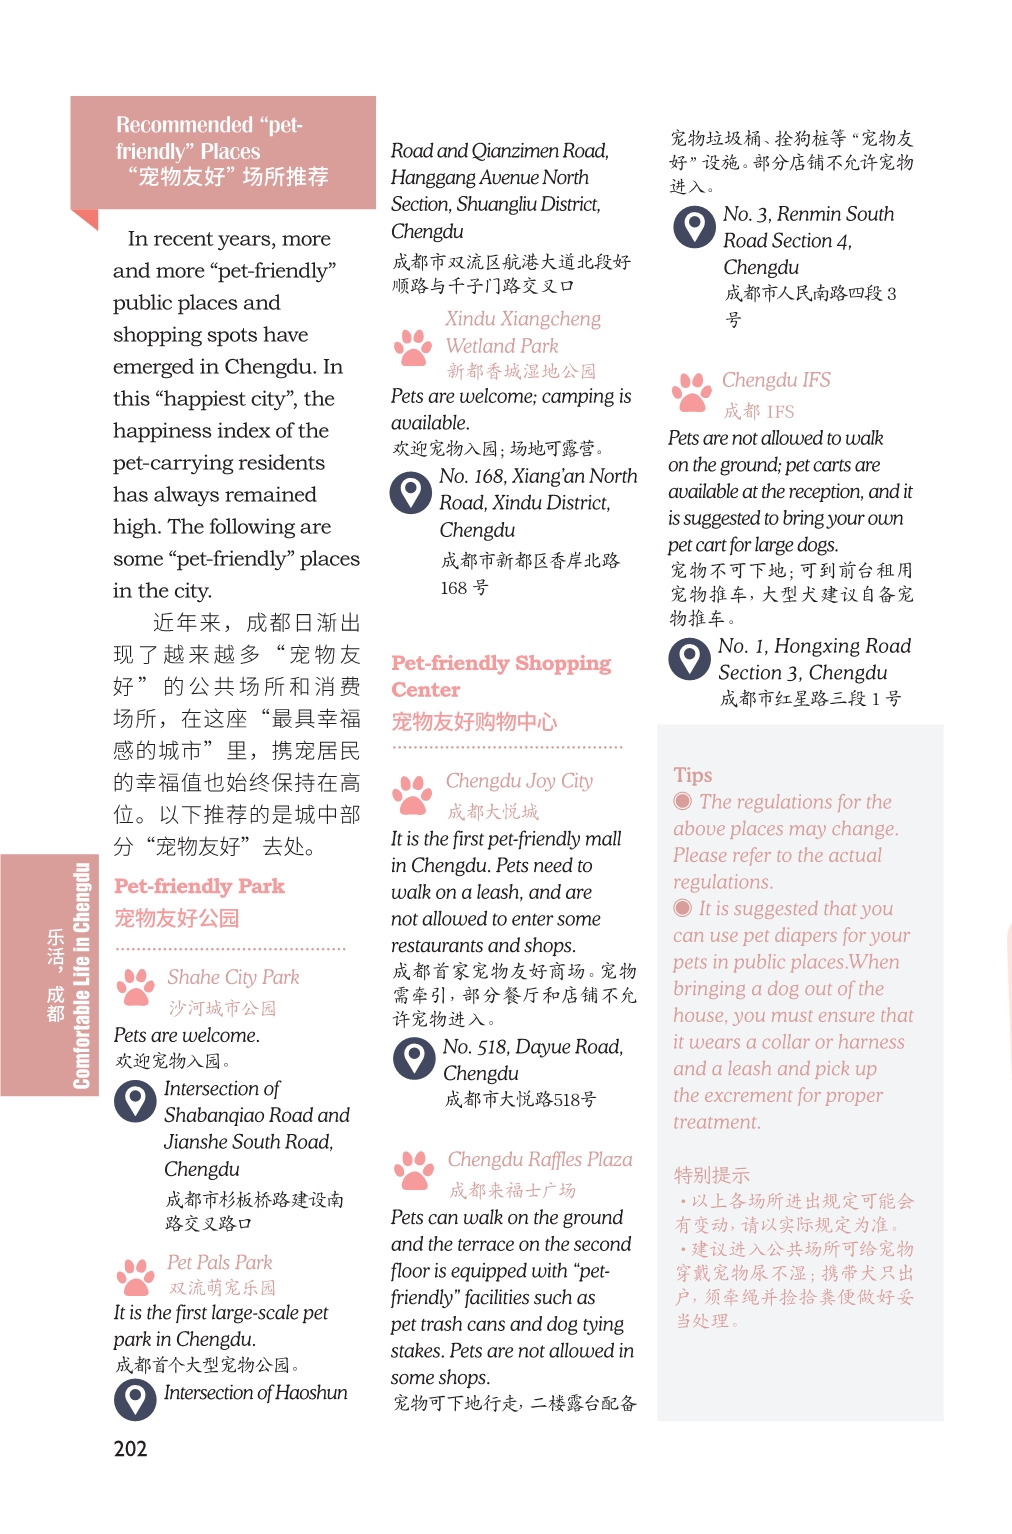 Recommended “pet-
friendly” Places
“宠物友好”场所推荐
In recent years, more
and more “pet-friendly”
public places and
shopping spots have
emerged in Chengdu. In
this “happiest city”, the
happiness index of the
pet-carrying residents
has always remained
high. The following are
some “pet-friendly” places
in the city.
近年来，成都日渐出
现了越来越多“宠物友
好”的公共场所和消费
场所，在这座“最具幸福
感的城市”里，携宠居民
的幸福值也始终保持在高
位。以下推荐的是城中部
分“宠物友好”去处。
Pet-friendly Park
宠物友好公园
Shahe City Park
沙河城市公园
Pets are welcome.
欢迎宠物入园。
Intersection of
Shabanqiao Road and
Jianshe South Road,
Chengdu
成都市杉板桥路建设南
路交叉路口
Pet Pals Park
双流萌宠乐园
It is the first large-scale pet
park in Chengdu.
成都首个大型宠物公园。
Intersection of Haoshun
Road and Qianzimen Road,
Hanggang Avenue North
Section, Shuangliu District,
Chengdu
成都市双流区航港大道北段好
顺路与千子门路交叉口
Xindu Xiangcheng
Wetland Park
新都香城湿地公园
Pets are welcome; camping is
available.
欢迎宠物入园；场地可露营。
No. 168, Xiang’an North
Road, Xindu District,
Chengdu
成都市新都区香岸北路
168 号
Pet-friendly Shopping
Center
宠物友好购物中心
Chengdu Joy City
成都大悦城
It is the first pet-friendly mall
in Chengdu. Pets need to
walk on a leash, and are
not allowed to enter some
restaurants and shops.
成都首家宠物友好商场。宠物
需牵引，部分餐厅和店铺不允
许宠物进入。
No. 518, Dayue Road,
Chengdu
成都市大悦路518号
Chengdu Raffles Plaza
成都来福士广场
Pets can walk on the ground
and the terrace on the second
floor is equipped with “pet-
friendly” facilities such as
pet trash cans and dog tying
stakes. Pets are not allowed in
some shops.
宠物可下地行走，二楼露台配备
宠物垃圾桶、拴狗桩等“宠物友
好”设施。部分店铺不允许宠物
进入。
No. 3, Renmin South
Road Section 4,
Chengdu
成都市人民南路四段 3
号
Chengdu IFS
成都 IFS
Pets are not allowed to walk
on the ground; pet carts are
available at the reception, and it
is suggested to bring your own
pet cart for large dogs.
宠物不可下地；可到前台租用
宠物推车，大型犬建议自备宠
物推车。
No. 1, Hongxing Road
Section 3, Chengdu
成都市红星路三段 1 号
Tips
◉ The regulations for the
above places may change.
Please refer to the actual
regulations.
◉ It is suggested that you
can use pet diapers for your
pets in public places.When
bringing a dog out of the
house, you must ensure that
it wears a collar or harness
and a leash and pick up
the excrement for proper
treatment.
特别提示
·以上各场所进出规定可能会
有变动，请以实际规定为准。
·建议进入公共场所可给宠物
穿戴宠物尿不湿；携带犬只出
户，须牵绳并捡拾粪便做好妥
当处理。
乐活，成都
Comfortable Life in Chengdu
202